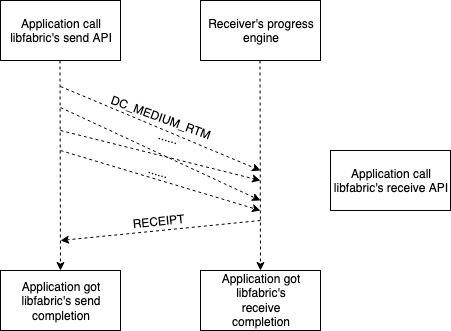 Application call
libfabric's send API
Receiver's progress
engine
DC_MEDIUM_RTM
......
......
Application call
libfabric's receive API
RECEIPT
Application got
libfabric's send
completion
Application got
libfabric's
receive
completion